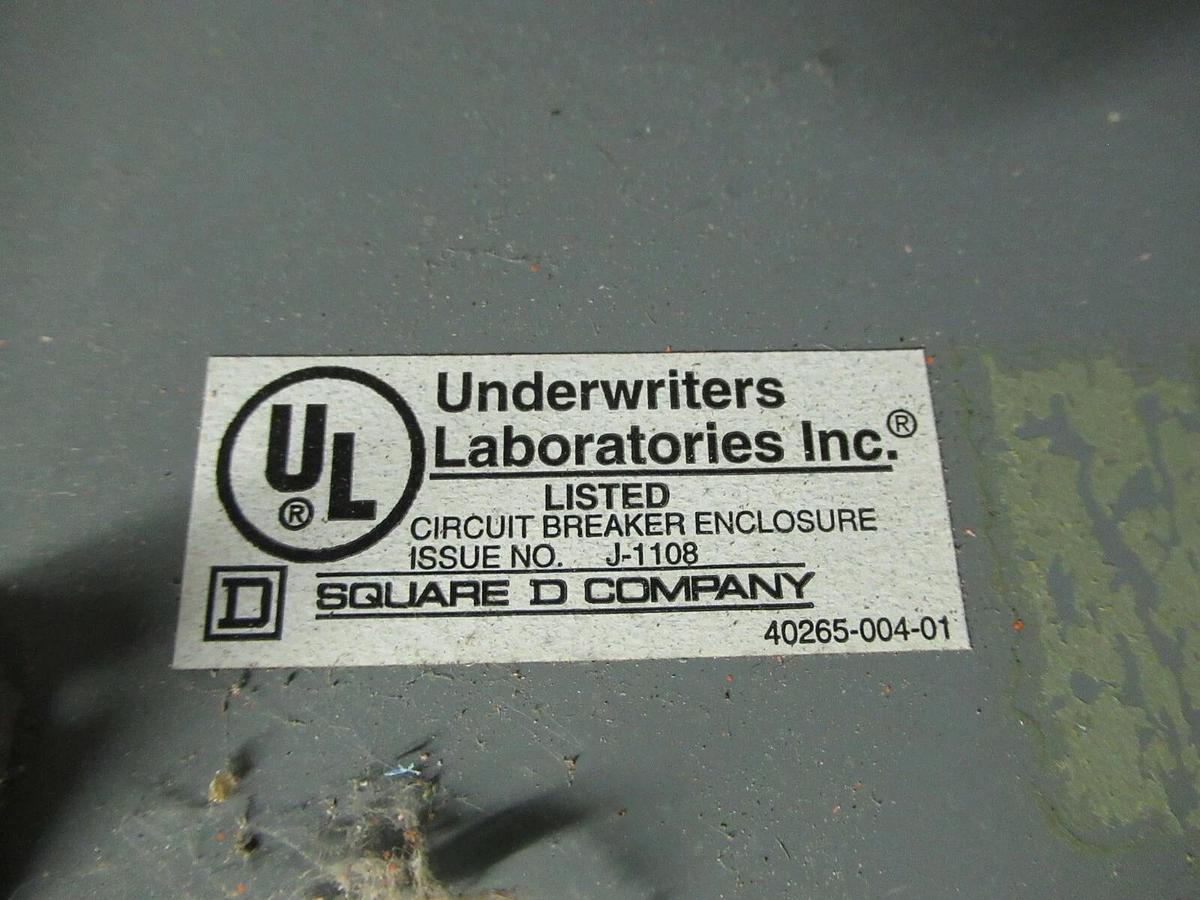 UL®
Underwriters
Laboratories Inc.®
LISTED
CIRCUIT BREAKER ENCLOSURE
ISSUE NO. J-1108
D SQUARE D COMPANY
40265-004-01